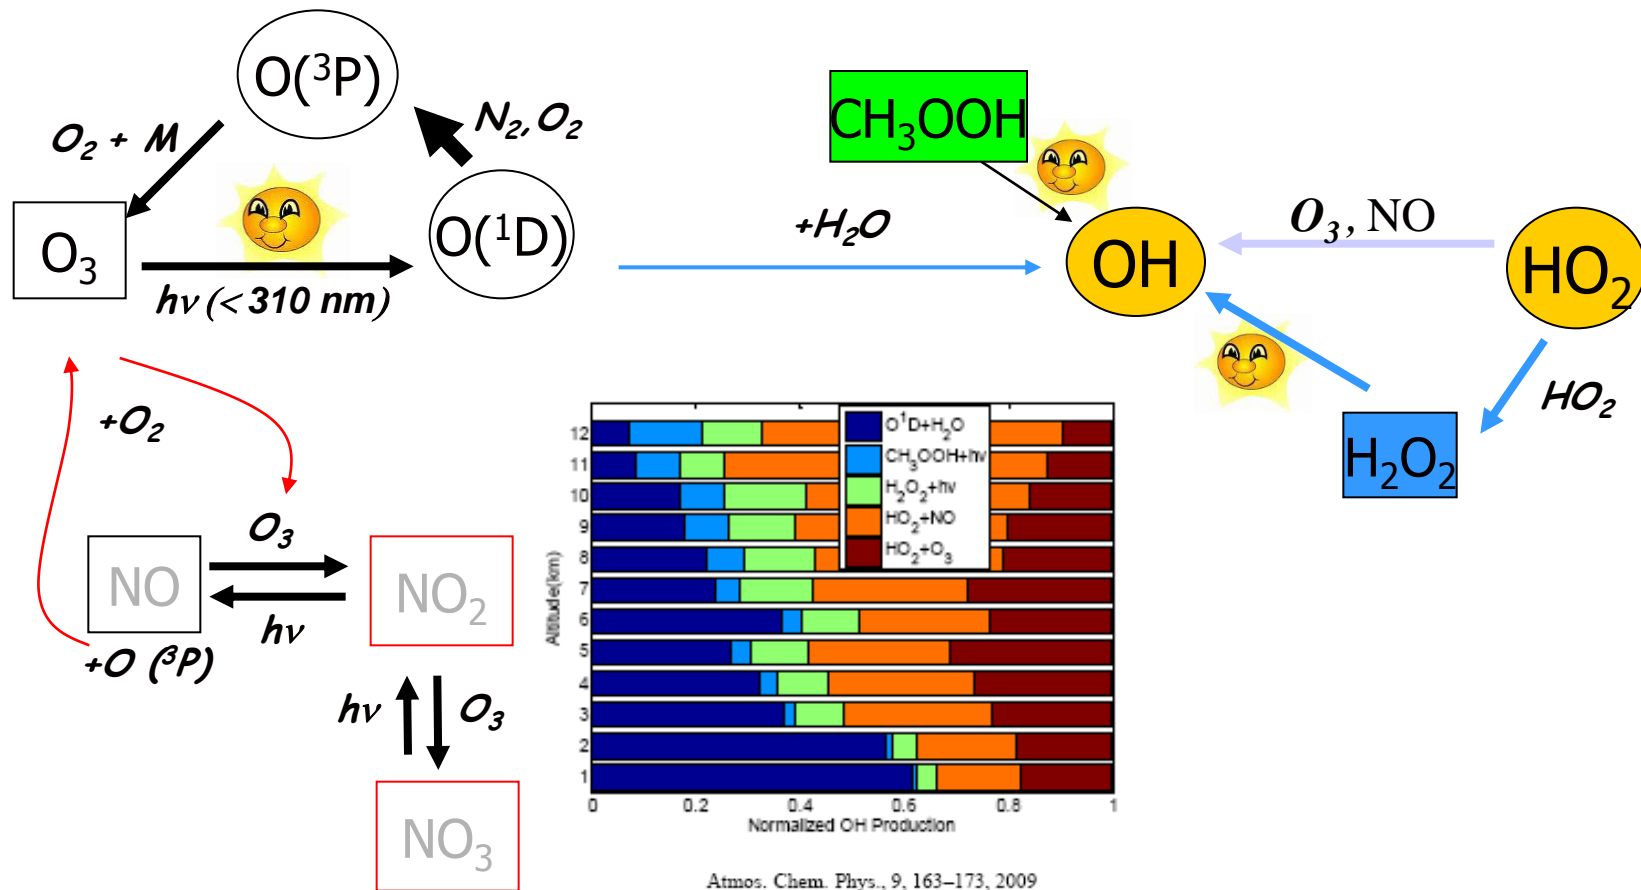 O(³P)
N₂, O₂
O₂ + M
O₃
O(¹D)
hν (< 310 nm)
+H₂O
CH₃OOH
OH
O₃, NO
HO₂
HO₂
H₂O₂
+O₂
O₃
NO
NO₂
hν
+O (³P)
hν
O₃
NO₃
O¹D+H₂O
CH₃OOH+hν
H₂O₂+hν
HO₂+NO
HO₂+O₃
Altitude(km)
12
11
10
9
8
7
6
5
4
3
2
1
0 0.2 0.4 0.6 0.8 1
Normalized OH Production
Atmos. Chem. Phys., 9, 163–173, 2009